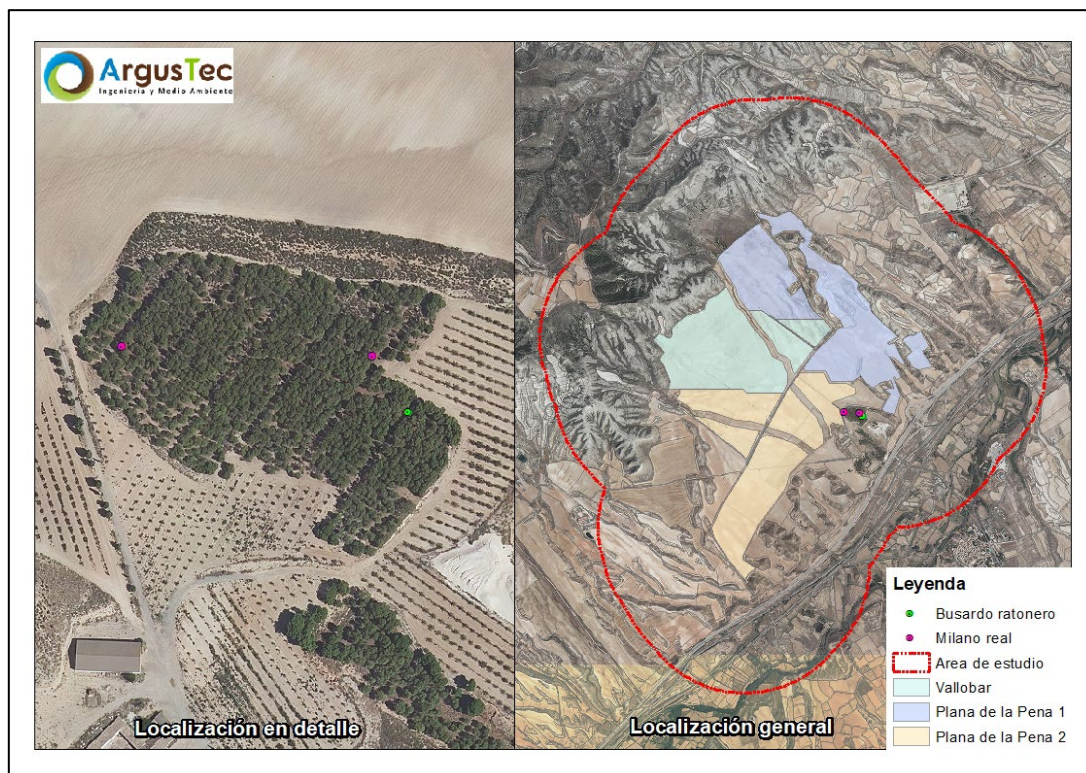 ArgusTec
Ingeniería y Medio Ambiente
Localización en detalle
Localización general
Leyenda
Busardo ratonero
Milano real
Area de estudio
Vallobar
Plana de la Pena 1
Plana de la Pena 2